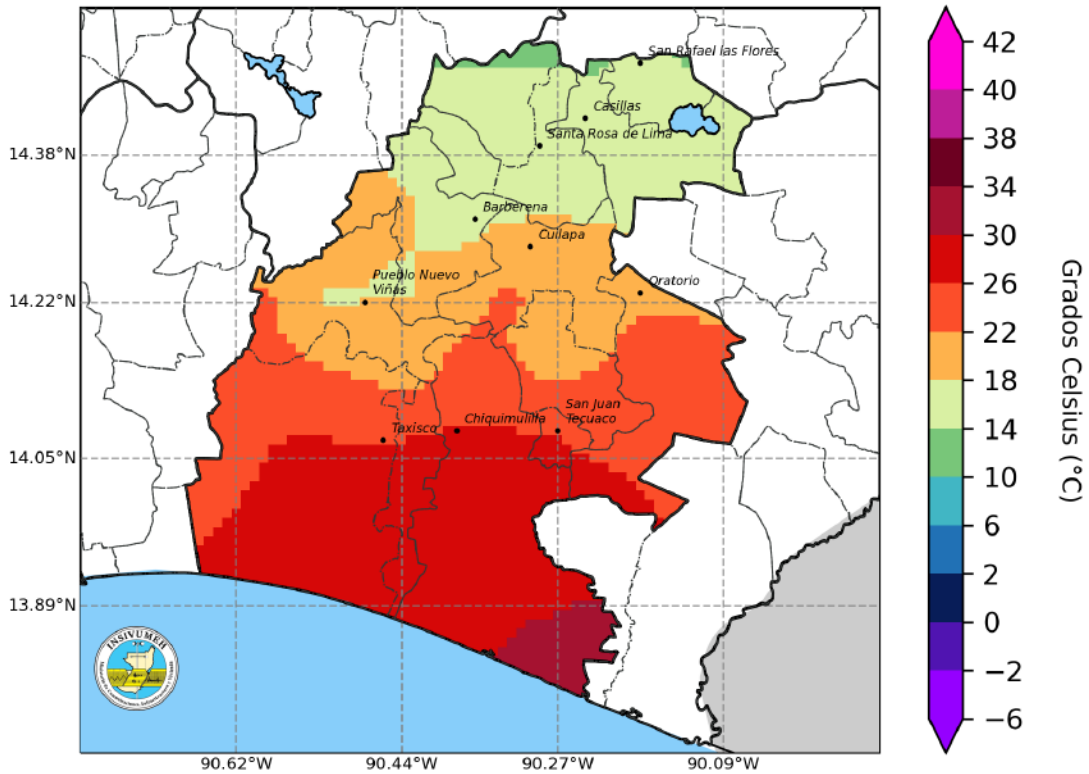 San Rafael las Flores
Casillas
Santa Rosa de Lima
14.38°N
Barberena
Cuilapa
Pueblo Nuevo
Viñas
Oratorio
14.22°N
San Juan
Tecuaco
Taxisco
Chiquimulilla
14.05°N
13.89°N
INSIVUMEH
90.62°W
90.44°W
90.27°W
90.09°W
42
40
38
34
30
26
22
18
14
10
6
2
0
−2
−6
Grados Celsius (°C)